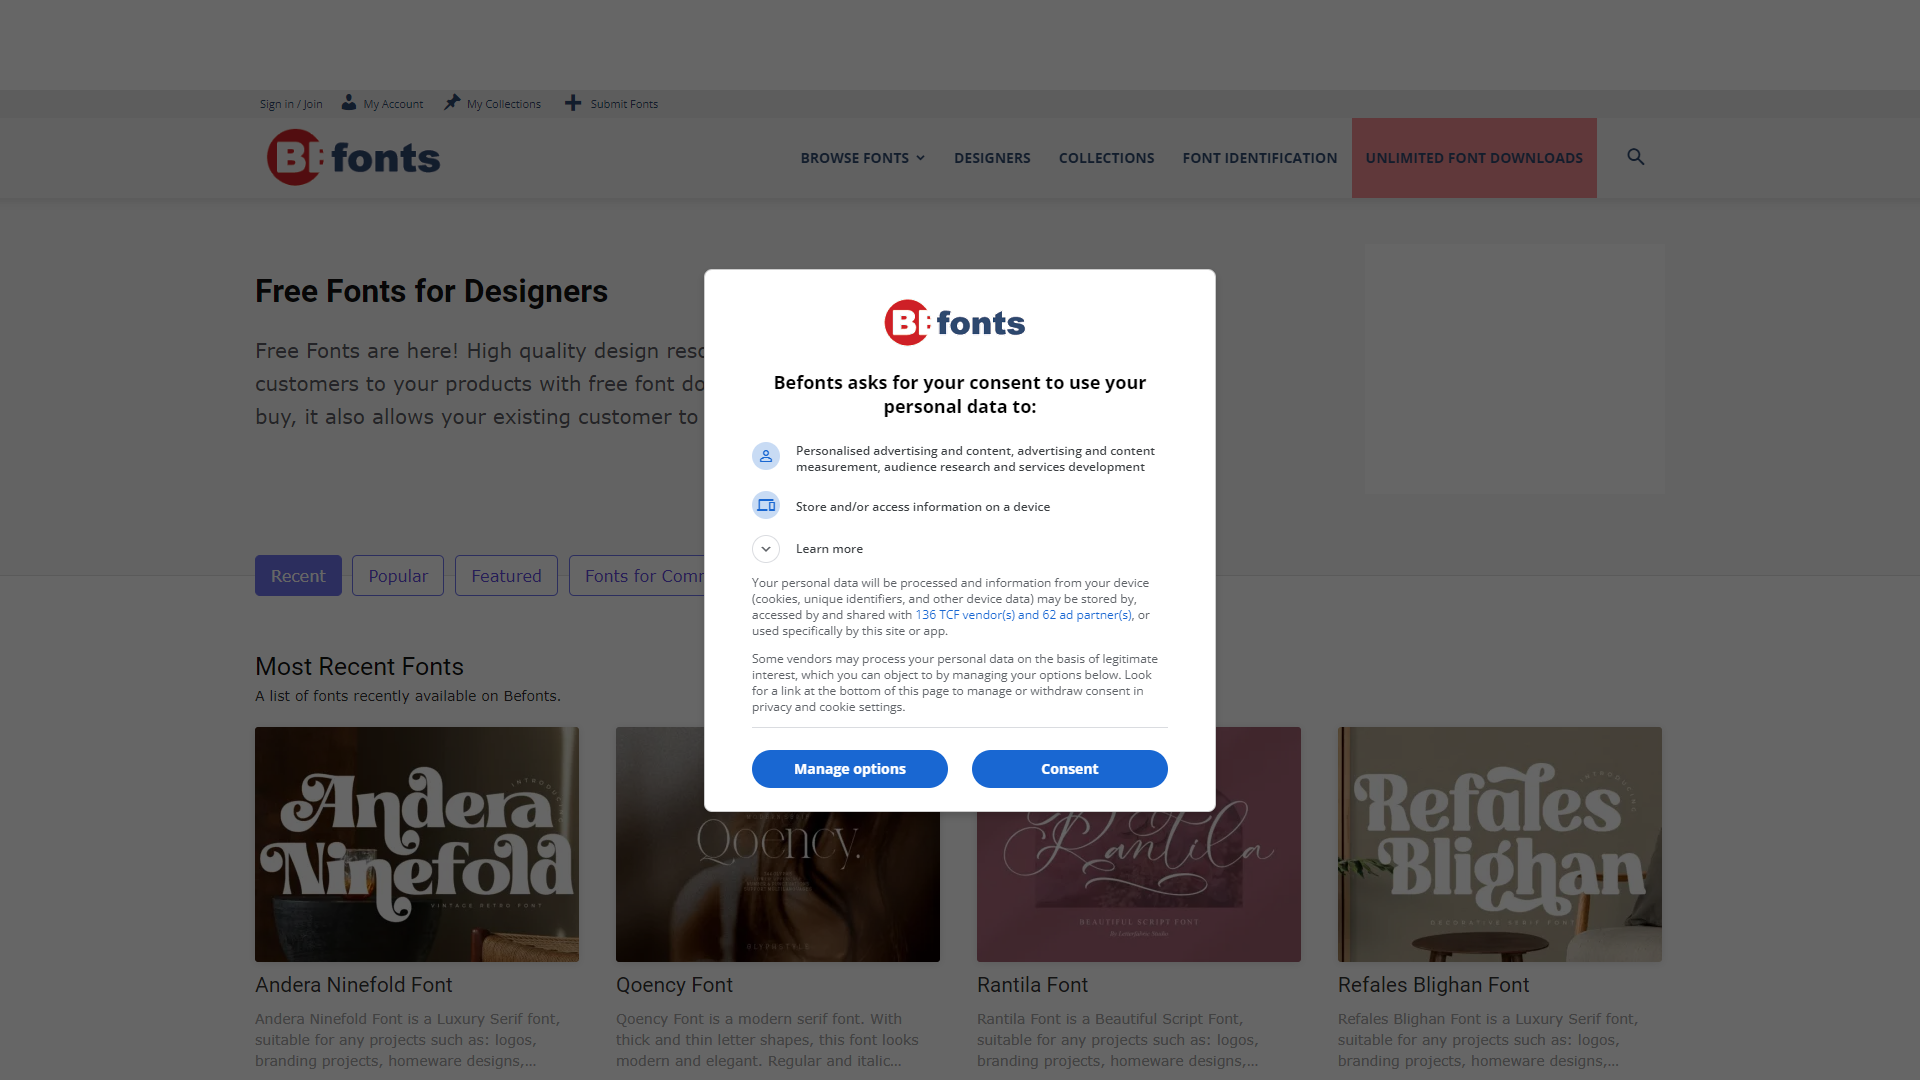 Sign in / Join
My Account
My Collections
Submit Fonts
BEfonts
BROWSE FONTS
DESIGNERS
COLLECTIONS
FONT IDENTIFICATION
UNLIMITED FONT DOWNLOADS
Free Fonts for Designers
Free Fonts are here! High quality design
customers to your products with free font
buy, it also allows your existing customer to
BEfonts
Befonts asks for your consent to use your
personal data to:
Personalised advertising and content, advertising and content
measurement, audience research and services development
Store and/or access information on a device
Learn more
Your personal data will be processed and information from your device
(cookies, unique identifiers, and other device data) may be stored by,
accessed by and shared with 136 TCF vendor(s) and 62 ad partner(s), or
used specifically by this site or app.
Some vendors may process your personal data on the basis of legitimate
interest, which you can object to by managing your options below. Look
for a link at the bottom of this page to manage or withdraw consent in
privacy and cookie settings.
Manage options
Consent
Recent
Popular
Featured
Fonts for
Most Recent Fonts
A list of fonts recently available on Befonts.
Andera
Ninefold
VINTAGE RETRO FONT
Qoency.
Rantila
BEAUTIFUL SCRIPT FONT
Refales
Blighan
DECORATIVE SERIF FONT
Andera Ninefold Font
Qoency Font
Rantila Font
Refales Blighan Font
Andera Ninefold Font is a Luxury Serif font,
suitable for any projects such as: logos,
branding projects, homeware designs,...
Qoency Font is a modern serif font. With
thick and thin letter shapes, this font looks
modern and elegant. Regular and italic...
Rantila Font is a Beautiful Script Font,
suitable for any projects such as: logos,
branding projects, homeware designs,...
Refales Blighan Font is a Luxury Serif font,
suitable for any projects such as: logos,
branding projects, homeware designs,...